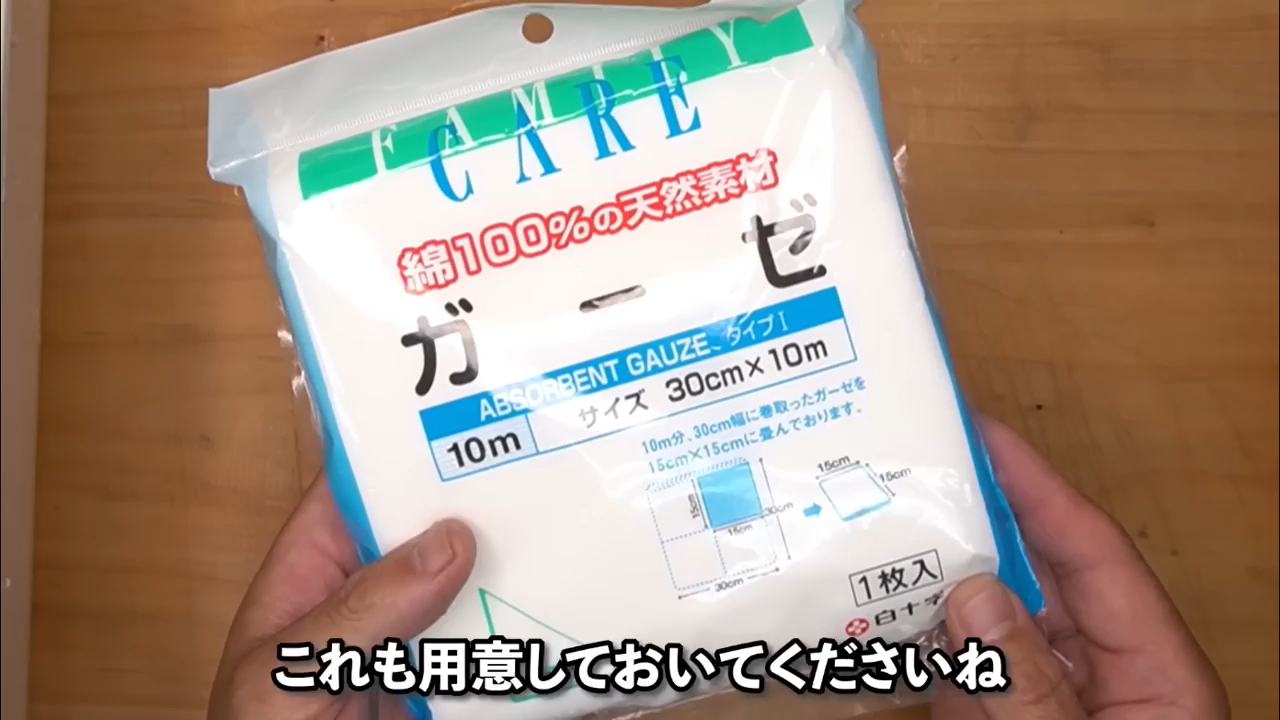 FAMILY
CARE
綿100%の天然素材
ガーゼ
ABSORBENT GAUZE、タイプⅠ
10m
サイズ 30cm×10m
10m分、30cm幅に巻取ったガーゼを
15cm×15cmに畳んでおります。
15cm
15cm
30cm
30cm
15cm
15cm
1枚入
白十字
これも用意しておいてくださいね